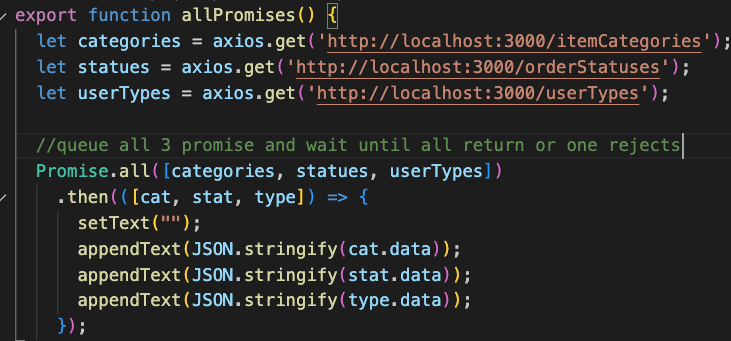 export function allPromises() {
let categories = axios.get('http://localhost:3000/itemCategories');
let statues = axios.get('http://localhost:3000/orderStatuses');
let userTypes = axios.get('http://localhost:3000/userTypes');
//queue all 3 promise and wait until all return or one rejects
Promise.all([categories, statues, userTypes])
.then(([cat, stat, type]) => {
setText("");
appendText(JSON.stringify(cat.data));
appendText(JSON.stringify(stat.data));
appendText(JSON.stringify(type.data));
});